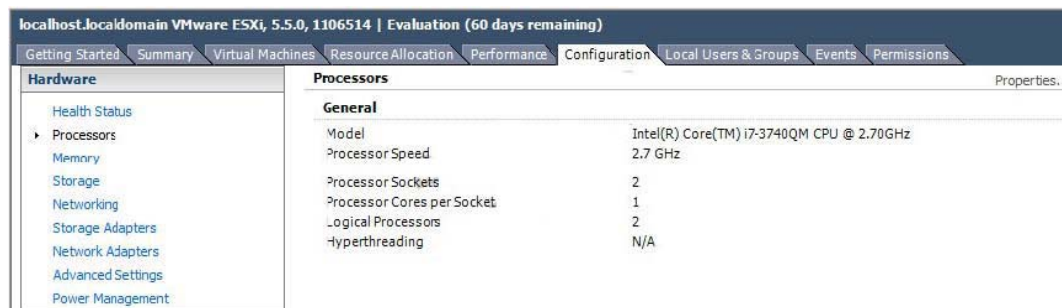 localhost.localdomain VMware ESXi, 5.5.0, 1106514 | Evaluation (60 days remaining)
Getting Started Summary Virtual Machines Resource Allocation Performance Configuration Local Users & Groups Events Permissions
Hardware
Health Status
Processors
Memory
Storage
Networking
Storage Adapters
Network Adapters
Advanced Settings
Power Management
Processors Properties.
General
Model Intel(R) Core(TM) i7-3740QM CPU @ 2.70GHz
Processor Speed 2.7 GHz
Processor Sockets 2
Processor Cores per Socket 1
Logical Processors 2
Hyperthreading N/A